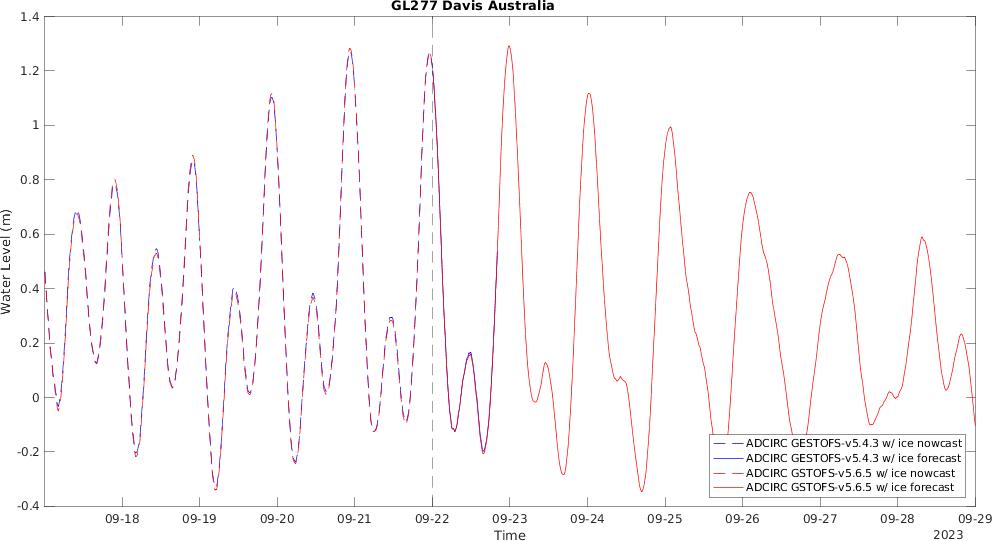 GL277 Davis Australia
1.4
1.2
1
0.8
0.6
0.4
0.2
0
-0.2
-0.4
Water Level (m)
09-18 09-19 09-20 09-21 09-22 09-23 09-24 09-25 09-26 09-27 09-28 09-29
Time
2023
ADCIRC GESTOFS-v5.4.3 w/ ice nowcast
ADCIRC GESTOFS-v5.4.3 w/ ice forecast
ADCIRC GSTOFS-v5.6.5 w/ ice nowcast
ADCIRC GSTOFS-v5.6.5 w/ ice forecast